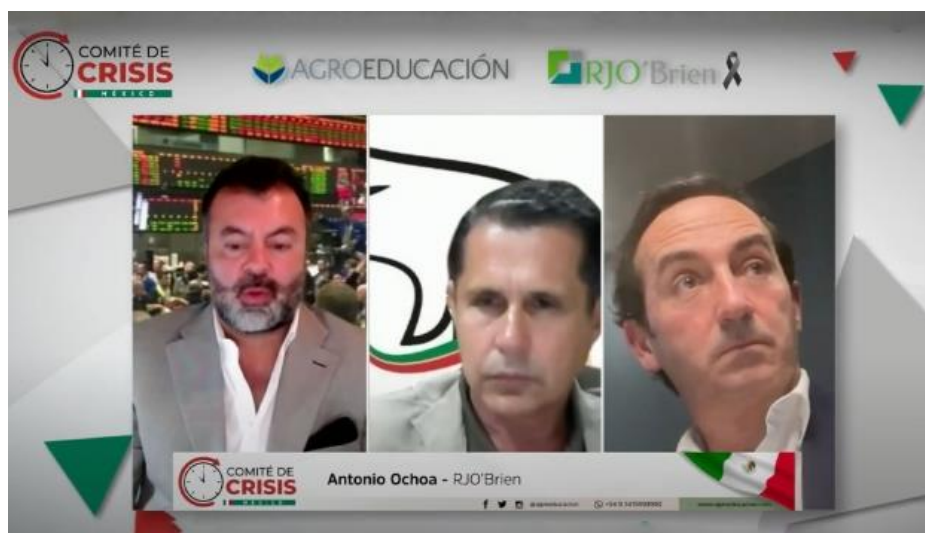 COMITÉ DE
CRISIS
MÉXICO
AGROEDUCACIÓN
RJO'Brien
COMITÉ DE
CRISIS
MÉXICO
Antonio Ochoa - RJO'Brien